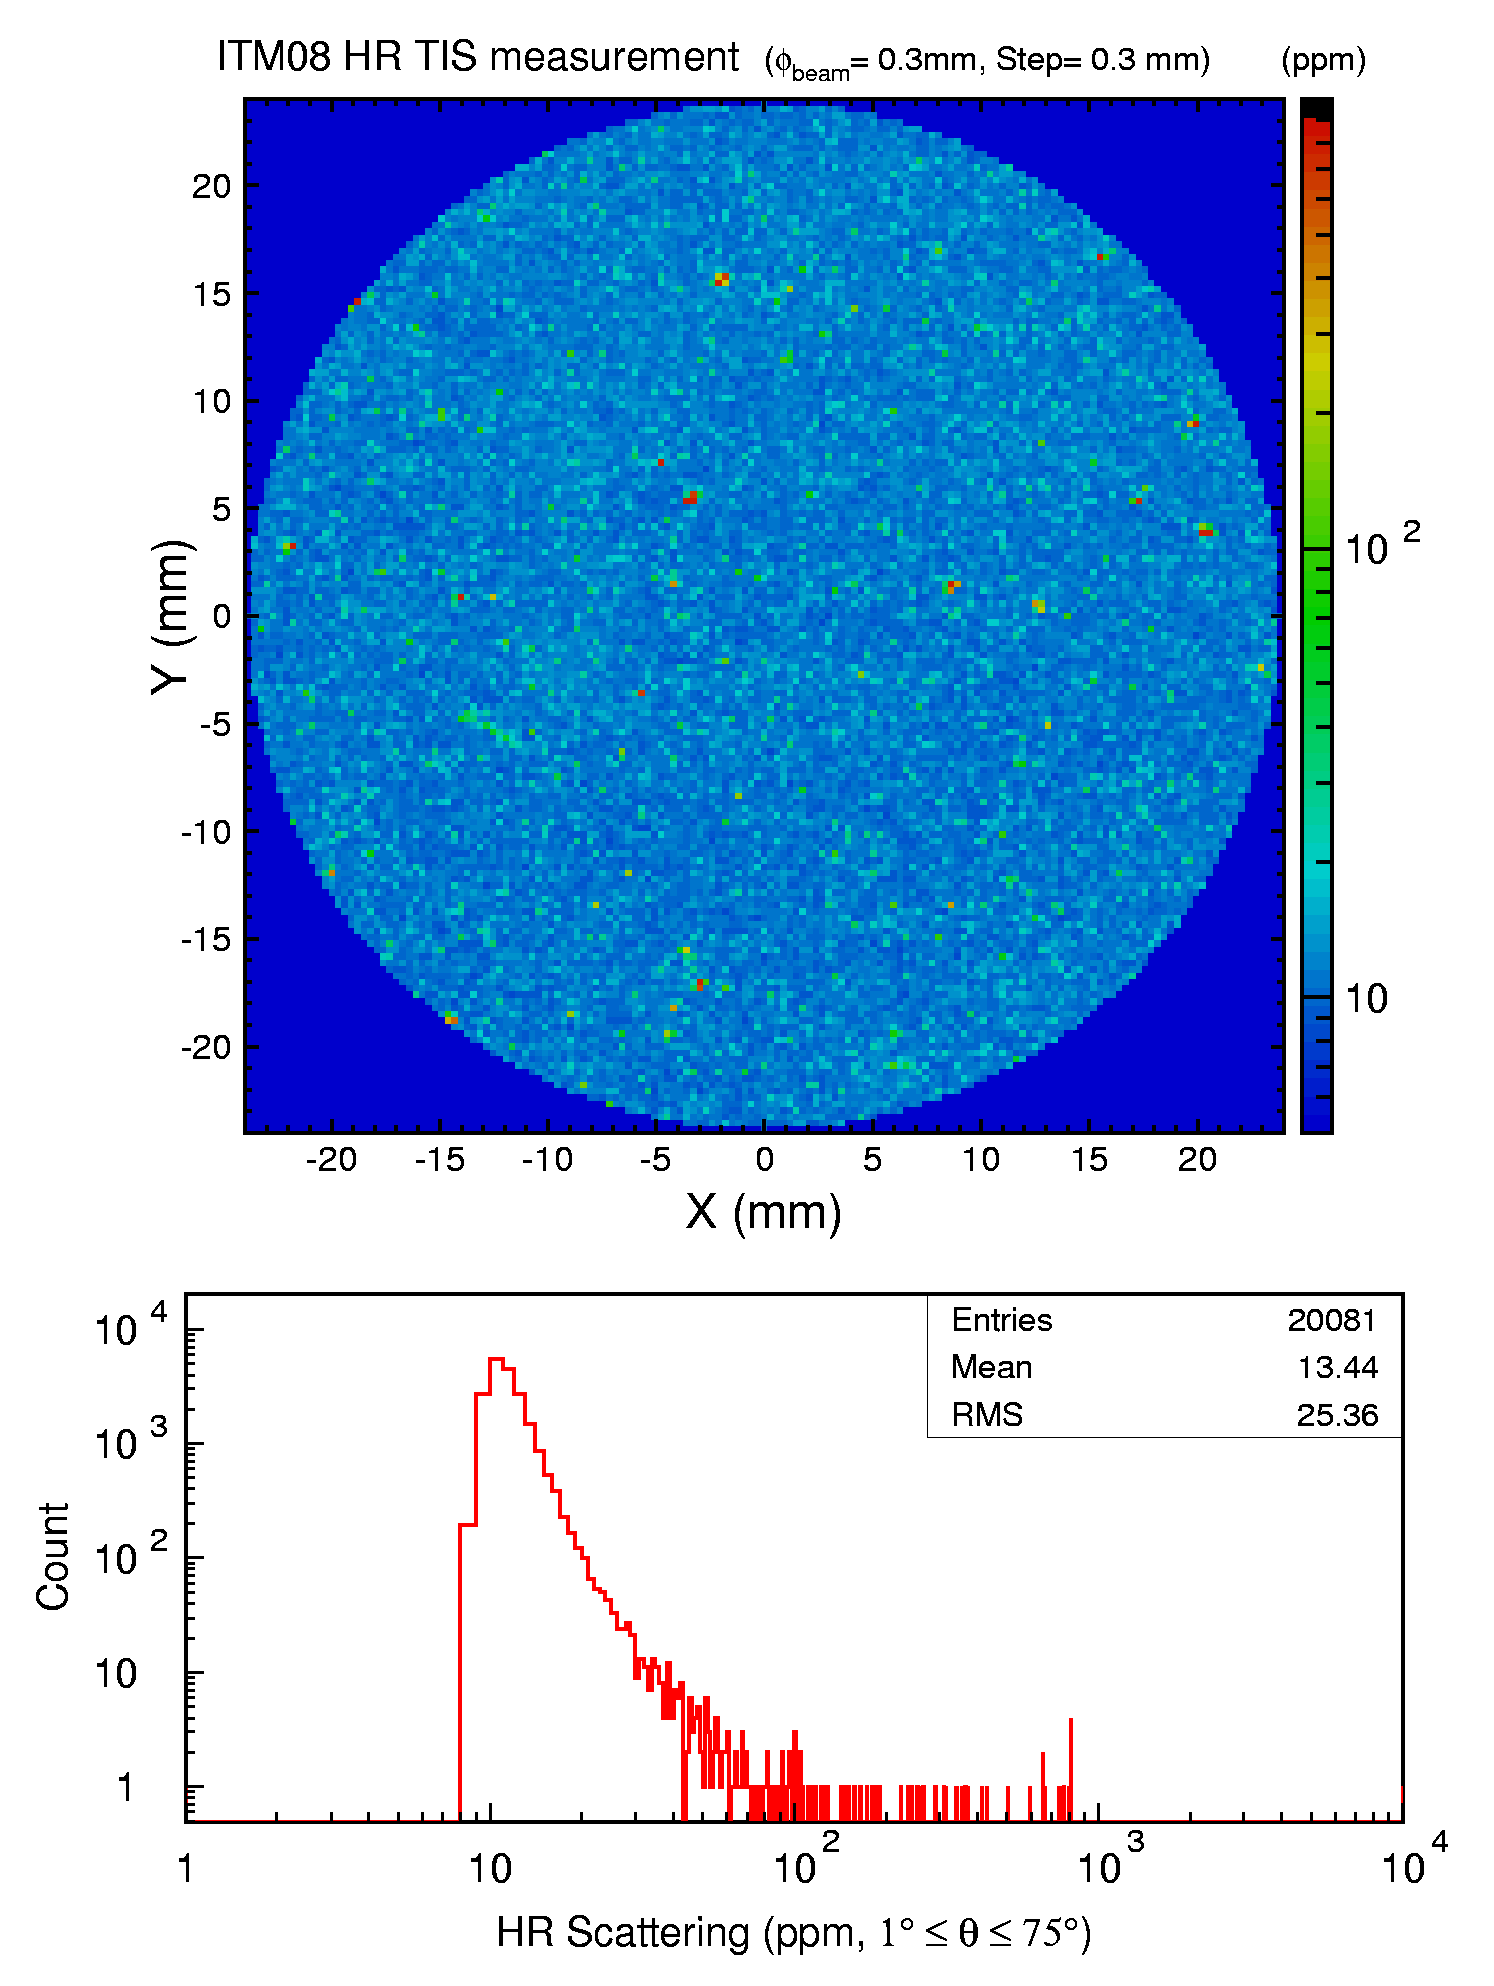 ITM08 HR TIS measurement (ϕbeam= 0.3mm, Step= 0.3 mm) (ppm)
20
15
10
5
0
-5
-10
-15
-20
Y (mm)
10 2
10
-20 -15 -10 -5 0 5 10 15 20
X (mm)
10 4
10 3
10 2
10
1
Count
Entries 20081
Mean 13.44
RMS 25.36
1 10 10 2 10 3 10 4
HR Scattering (ppm, 1° ≤ θ ≤ 75°)